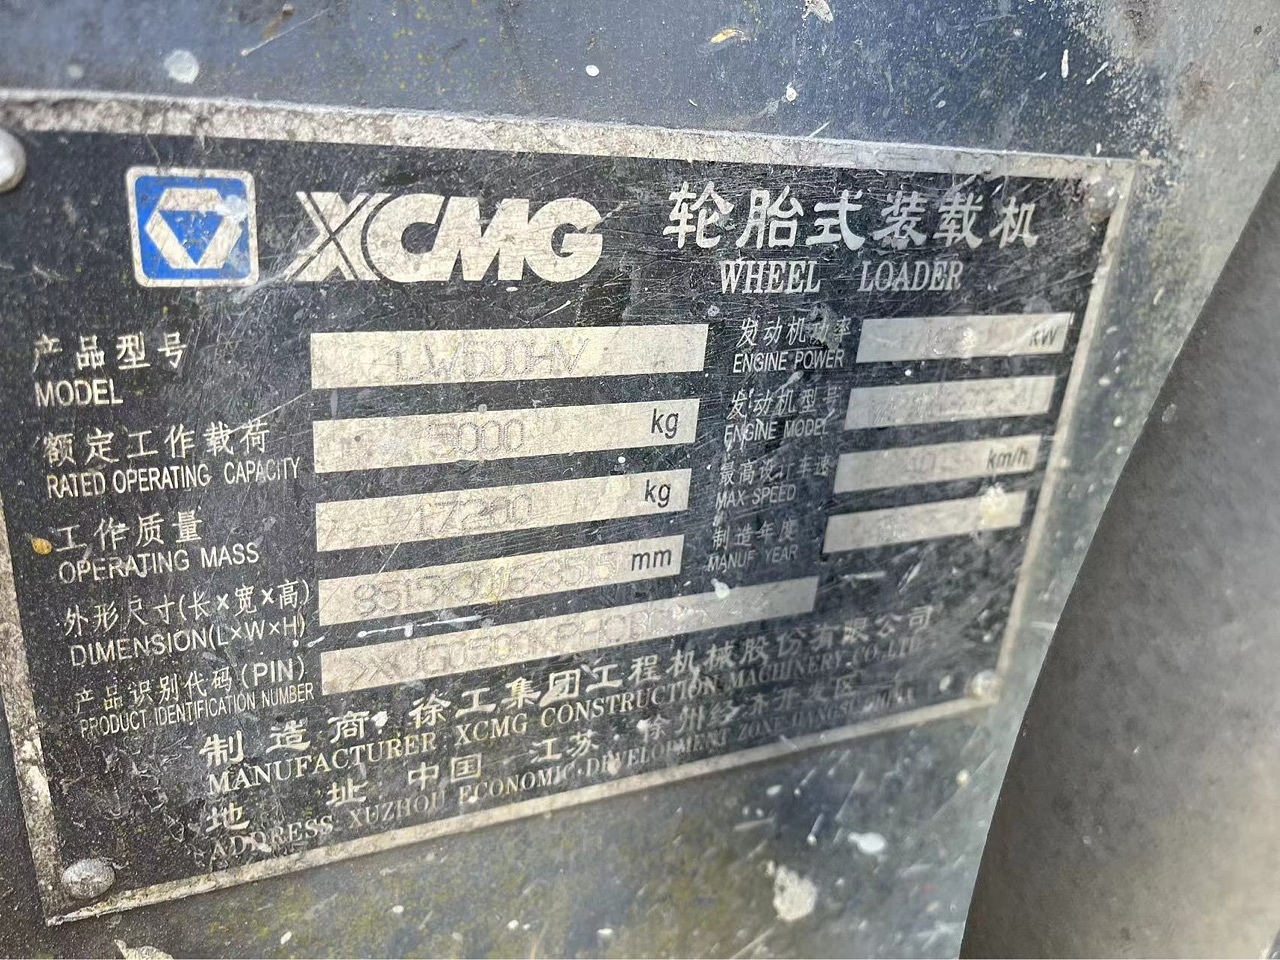 XCMG 轮胎式装载机
WHEEL LOADER
产品型号 LW500HV
MODEL
额定工作载荷 5000 kg
RATED OPERATING CAPACITY
工作质量 kg
OPERATING MASS
外形尺寸(长×宽×高) mm
DIMENSION(L×W×H)
产品识别代码(PIN)
PRODUCT IDENTIFICATION NUMBER
发动机功率 kW
ENGINE POWER
发动机型号
ENGINE MODEL
最高设计车速 km/h
MAX SPEED
制造年度
MANUF YEAR
制造商:徐工集团工程机械股份有限公司
MANUFACTURER XCMG CONSTRUCTION MACHINERY.CO.LTD
地址:中国·江苏·徐州经济开发区
ADDRESS XUZHOU ECONOMIC DEVELOPMENT ZONE